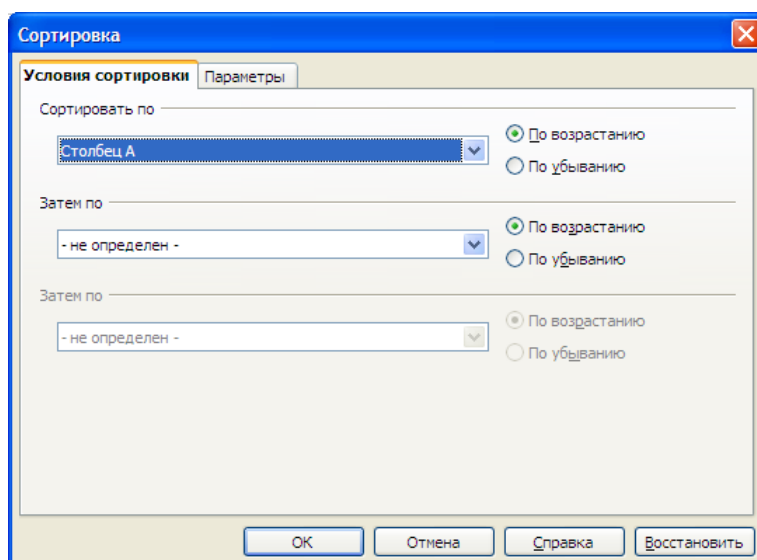 Сортировка
Условия сортировки Параметры
Сортировать по
Столбец A
По возрастанию
По убыванию
Затем по
- не определен -
По возрастанию
По убыванию
Затем по
- не определен -
По возрастанию
По убыванию
ОК Отмена Справка Восстановить